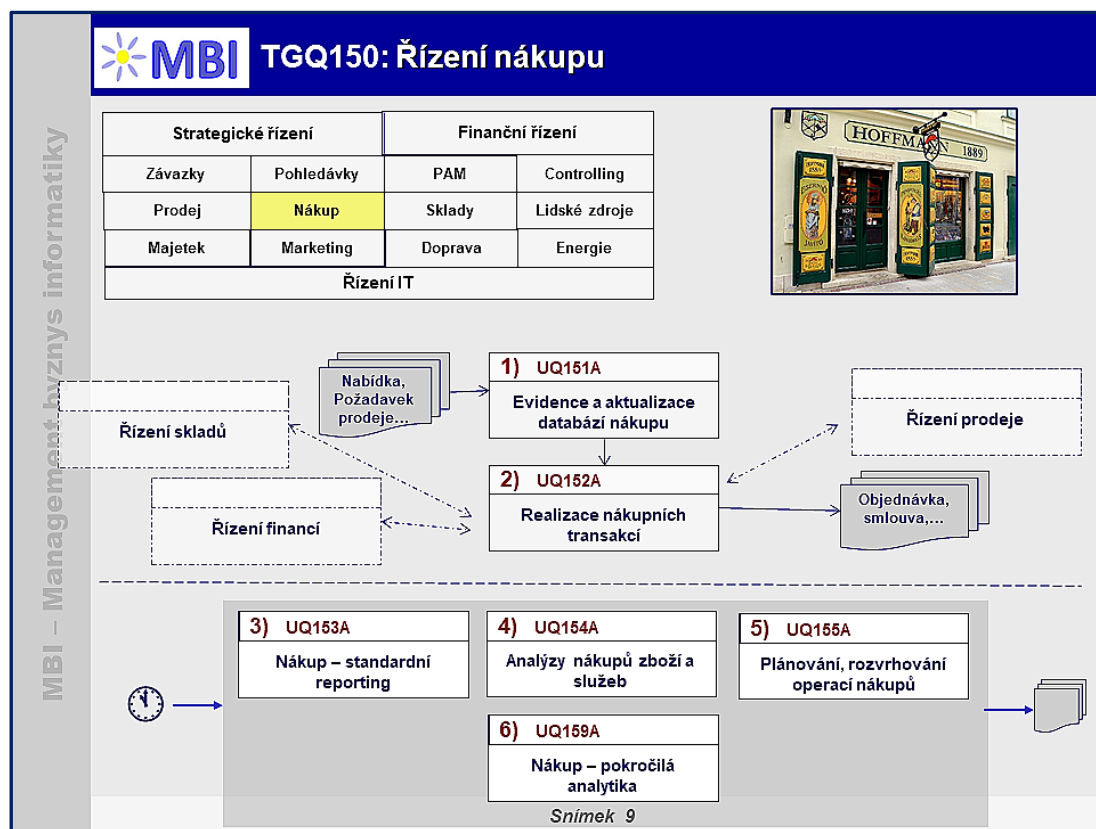 MBI
TGQ150: Řízení nákupu
MBI – Management byznys informatiky
Strategické řízení
Finanční řízení
Závazky
Pohledávky
PAM
Controlling
Prodej
Nákup
Sklady
Lidské zdroje
Majetek
Marketing
Doprava
Energie
Řízení IT
HOFFMANN 1889
Nabídka,
Požadavek
prodeje…
1) UQ151A
Evidence a aktualizace
databází nákupu
Řízení skladů
Řízení prodeje
2) UQ152A
Realizace nákupních
transakcí
Řízení financí
Objednávka,
smlouva,…
3) UQ153A
Nákup – standardní
reporting
4) UQ154A
Analýzy nákupů zboží a
služeb
5) UQ155A
Plánování, rozvrhování
operací nákupů
6) UQ159A
Nákup – pokročilá
analytika
Snímek 9